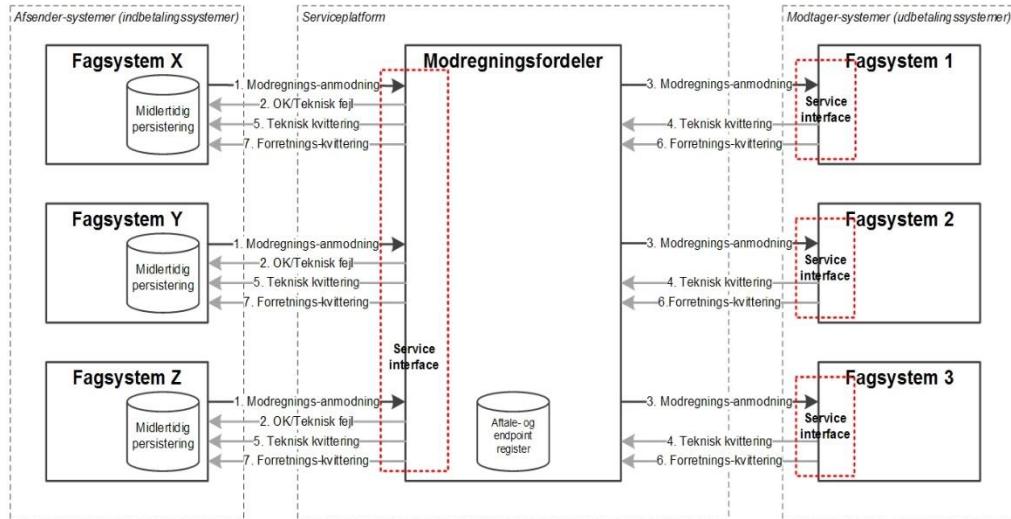 Afsender-systemer (indbetalingssystemer)
Serviceplatform
Modtager-systemer (udbetalingssystemer)
Fagsystem X
Midlertidig
persistering
1. Modregnings-anmodning
2. OK/Teknisk fejl
5. Teknisk kvittering
7. Forretnings-kvittering
Fagsystem Y
Midlertidig
persistering
1. Modregnings-anmodning
2. OK/Teknisk fejl
5. Teknisk kvittering
7. Forretnings-kvittering
Fagsystem Z
Midlertidig
persistering
1. Modregnings-anmodning
2. OK/Teknisk fejl
5. Teknisk kvittering
7. Forretnings-kvittering
Modregningsfordeler
Service
interface
Aftale- og
endpoint
register
3. Modregnings-anmodning
4. Teknisk kvittering
6. Forretnings-kvittering
Fagsystem 1
Service
interface
3. Modregnings-anmodning
4. Teknisk kvittering
6. Forretnings-kvittering
Fagsystem 2
Service
interface
3. Modregnings-anmodning
4. Teknisk kvittering
6. Forretnings-kvittering
Fagsystem 3
Service
interface